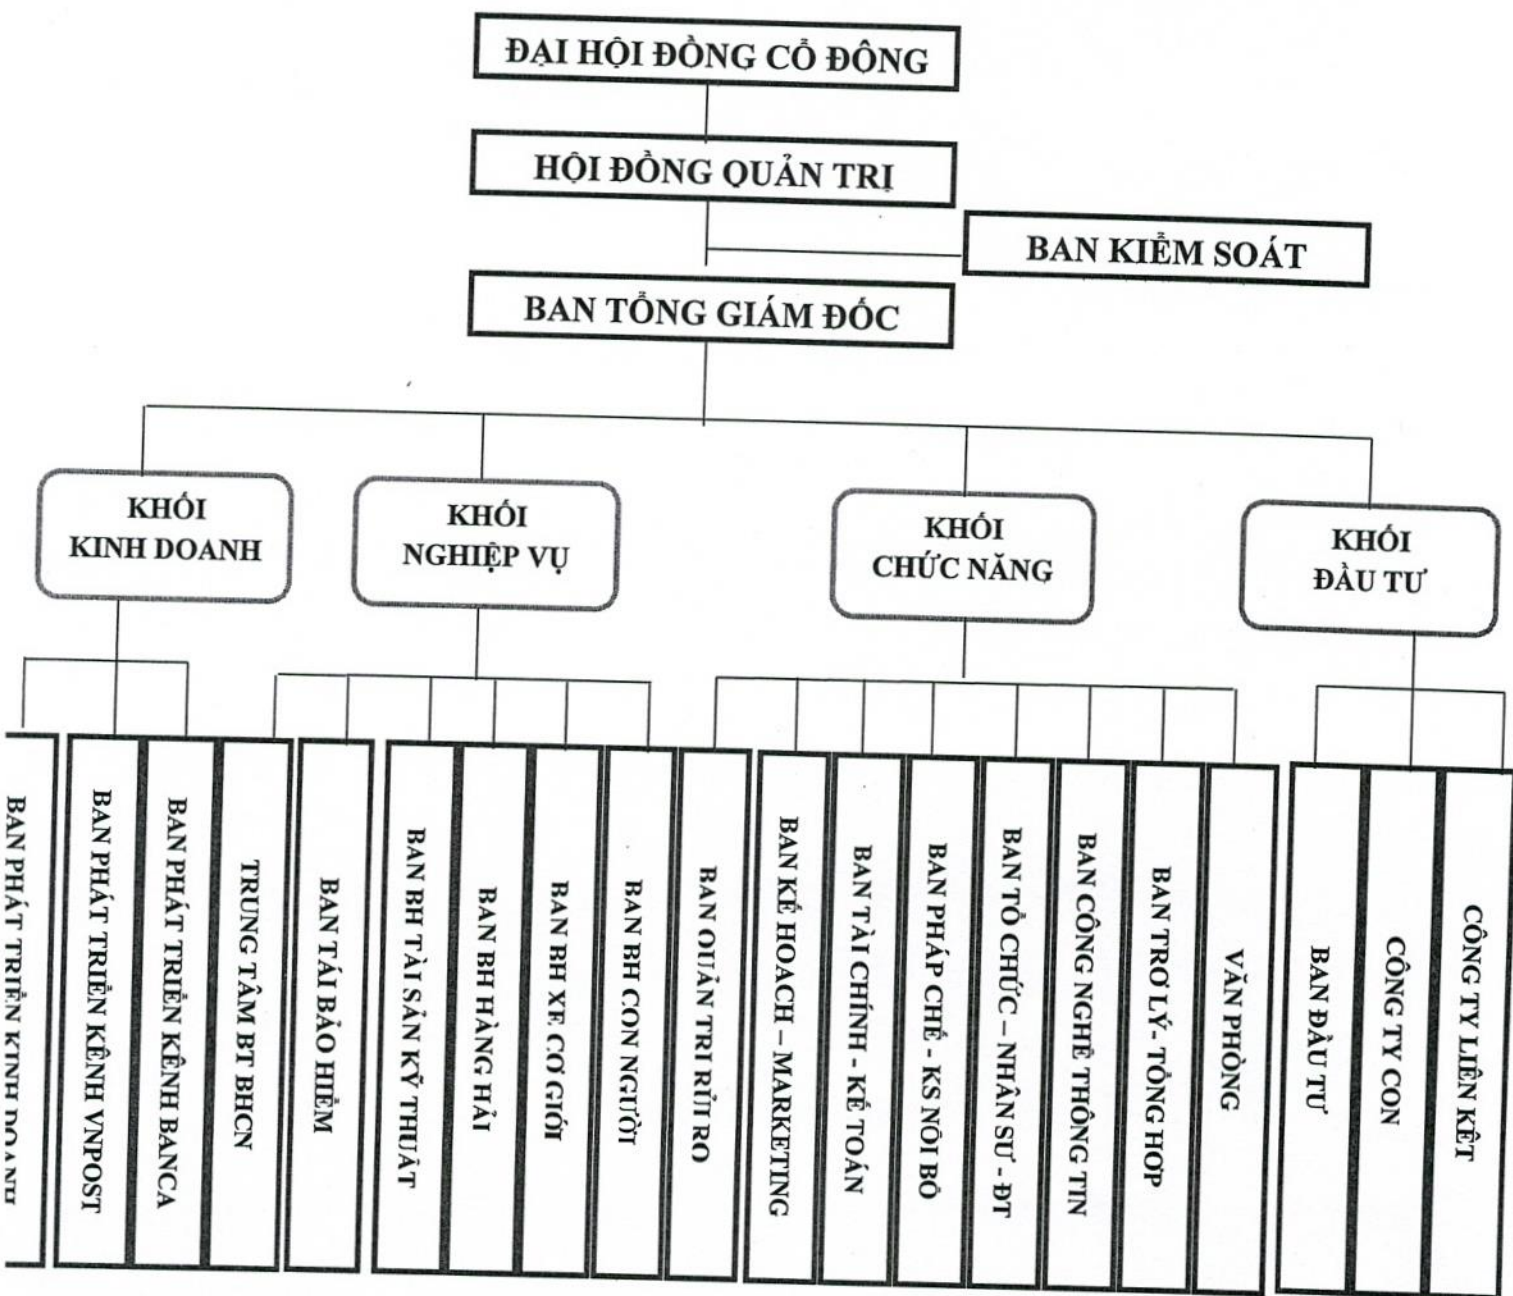 ĐẠI HỘI ĐỒNG CỔ ĐÔNG
HỘI ĐỒNG QUẢN TRỊ
BAN KIỂM SOÁT
BAN TỔNG GIÁM ĐỐC
KHỐI
KINH DOANH
KHỐI
NGHIỆP VỤ
KHỐI
CHỨC NĂNG
KHỐI
ĐẦU TƯ
BAN PHÁT TRIỂN KINH DOANH
BAN PHÁT TRIỂN KÊNH VNPOST
BAN PHÁT TRIỂN KÊNH BANCA
TRUNG TÂM BT BHCN
BAN TÁI BẢO HIỂM
BAN BH TÀI SẢN KỸ THUẬT
BAN BH HÀNG HẢI
BAN BH XE CƠ GIỚI
BAN BH CON NGƯỜI
BAN QUẢN TRỊ RỦI RO
BAN KẾ HOẠCH – MARKETING
BAN TÀI CHÍNH - KẾ TOÁN
BAN PHÁP CHẾ - KS NỘI BỘ
BAN TỔ CHỨC – NHÂN SỰ - ĐT
BAN CÔNG NGHỆ THÔNG TIN
BAN TRỢ LÝ - TỔNG HỢP
VĂN PHÒNG
BAN ĐẦU TƯ
CÔNG TY CON
CÔNG TY LIÊN KẾT